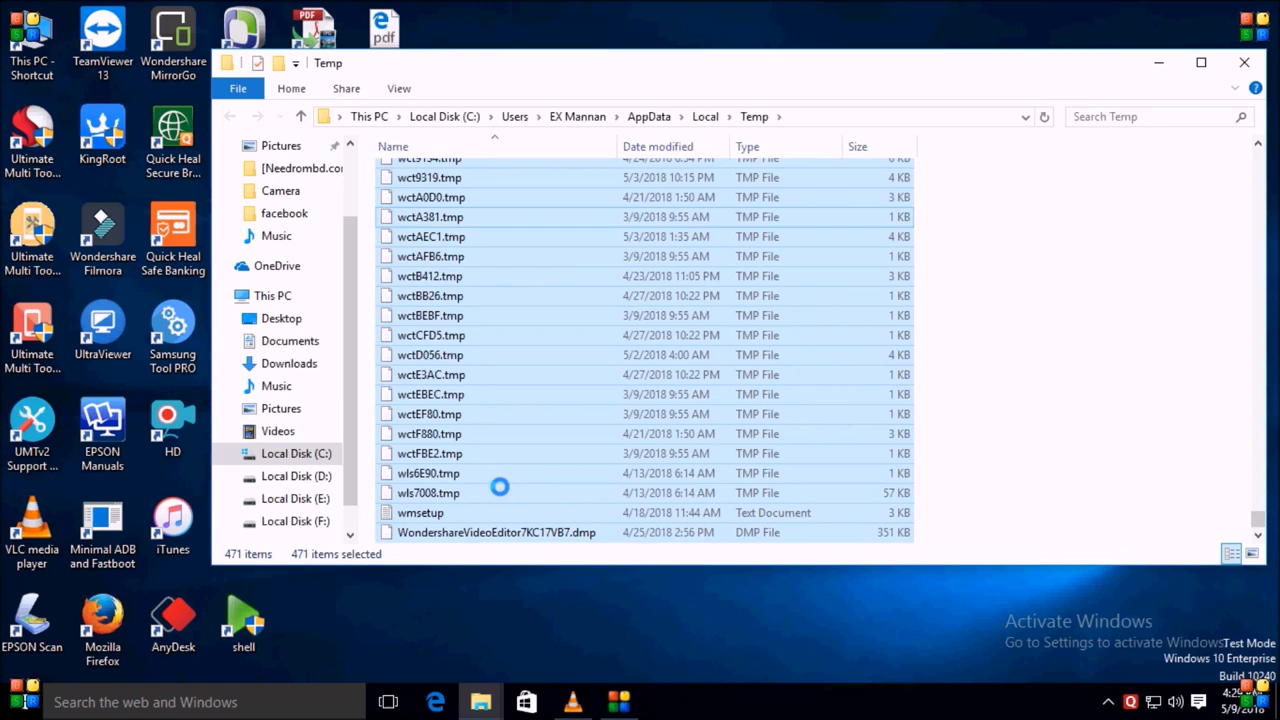 This PC -
Shortcut
TeamViewer
13
Wondershare
MirrorGo
PDF
pdf
Temp
File
Home
Share
View
This PC
Local Disk (C:)
Users
EX Mannan
AppData
Local
Temp
Search Temp
Ultimate
Multi Too...
KingRoot
Quick Heal
Secure Br...
Ultimate
Multi Too...
Wondershare
Filmora
Quick Heal
Safe Banking
Ultimate
Multi Too...
UltraViewer
Samsung
Tool PRO
UMTv2
Support ...
EPSON
Manuals
HD
VLC media
player
Minimal ADB
and Fastboot
iTunes
EPSON Scan
Mozilla
Firefox
AnyDesk
shell
Pictures
[Needrombd.co
Camera
facebook
Music
OneDrive
This PC
Desktop
Documents
Downloads
Music
Pictures
Videos
Local Disk (C:)
Local Disk (D:)
Local Disk (E:)
Local Disk (F:)
Name Date modified Type Size
wct9319.tmp 5/3/2018 10:15 PM TMP File 4 KB
wctA0D0.tmp 4/21/2018 1:50 AM TMP File 3 KB
wctA381.tmp 3/9/2018 9:55 AM TMP File 1 KB
wctAEC1.tmp 5/3/2018 1:35 AM TMP File 4 KB
wctAFB6.tmp 3/9/2018 9:55 AM TMP File 1 KB
wctB412.tmp 4/23/2018 11:05 PM TMP File 3 KB
wctBB26.tmp 4/27/2018 10:22 PM TMP File 1 KB
wctBEBF.tmp 3/9/2018 9:55 AM TMP File 1 KB
wctCFD5.tmp 4/27/2018 10:22 PM TMP File 1 KB
wctD056.tmp 5/2/2018 4:00 AM TMP File 4 KB
wctE3AC.tmp 4/27/2018 10:22 PM TMP File 1 KB
wctEBEC.tmp 3/9/2018 9:55 AM TMP File 1 KB
wctEF80.tmp 3/9/2018 9:55 AM TMP File 1 KB
wctF880.tmp 4/21/2018 1:50 AM TMP File 3 KB
wctFBE2.tmp 3/9/2018 9:55 AM TMP File 1 KB
wls6E90.tmp 4/13/2018 6:14 AM TMP File 1 KB
wls7008.tmp 4/13/2018 6:14 AM TMP File 57 KB
wmsetup 4/18/2018 11:44 AM Text Document 3 KB
WondershareVideoEditor7KC17VB7.dmp 4/25/2018 2:56 PM DMP File 351 KB
471 items 471 items selected
Activate Windows
Go to Settings to activate Windows
Test Mode
Windows 10 Enterprise
Build 10240
Search the web and Windows